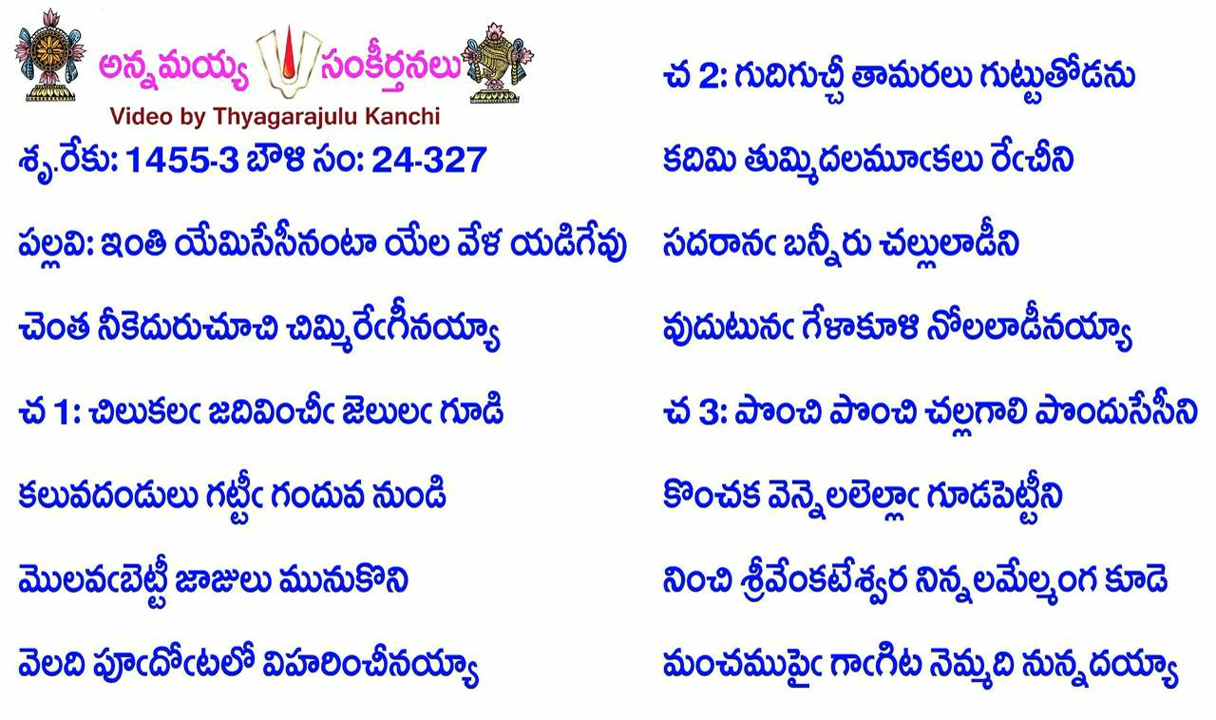 అన్నమయ్య సంకీర్తనలు
Video by Thyagarajulu Kanchi
శృ.రేకు: 1455-3 బౌళి సం: 24-327
పల్లవి: ఇంతి యేమిసేసీనంటా యేల వేళ యడిగేవు
చెంత నీకెదురుచూచి చిమ్మిరేఁగీనయ్యా
చ 1: చిలుకలఁ జదివించీఁ జెలులఁ గూడి
కలువదండులు గట్టీఁ గందువ నుండి
మొలవఁబెట్టీ జాజులు మునుకొని
వెలది పూఁదోఁటలో విహరించీనయ్యా
చ 2: గుదిగుచ్చీ తామరలు గుట్టుతోడను
కదిమి తుమ్మిదలమూఁకలు రేఁచీని
సదరానఁ బన్నీరు చల్లులాడీని
వుదుటునఁ గేళాకూళి నోలలాడీనయ్యా
చ 3: పొంచి పొంచి చల్లగాలి పొందుసేసీని
కొంచక వెన్నెలలెల్లాఁ గూడపెట్టీని
నించి శ్రీవేంకటేశ్వర నిన్నలమేల్మంగ కూడె
మంచముపైఁ గాఁగిట నెమ్మది నున్నదయ్యా